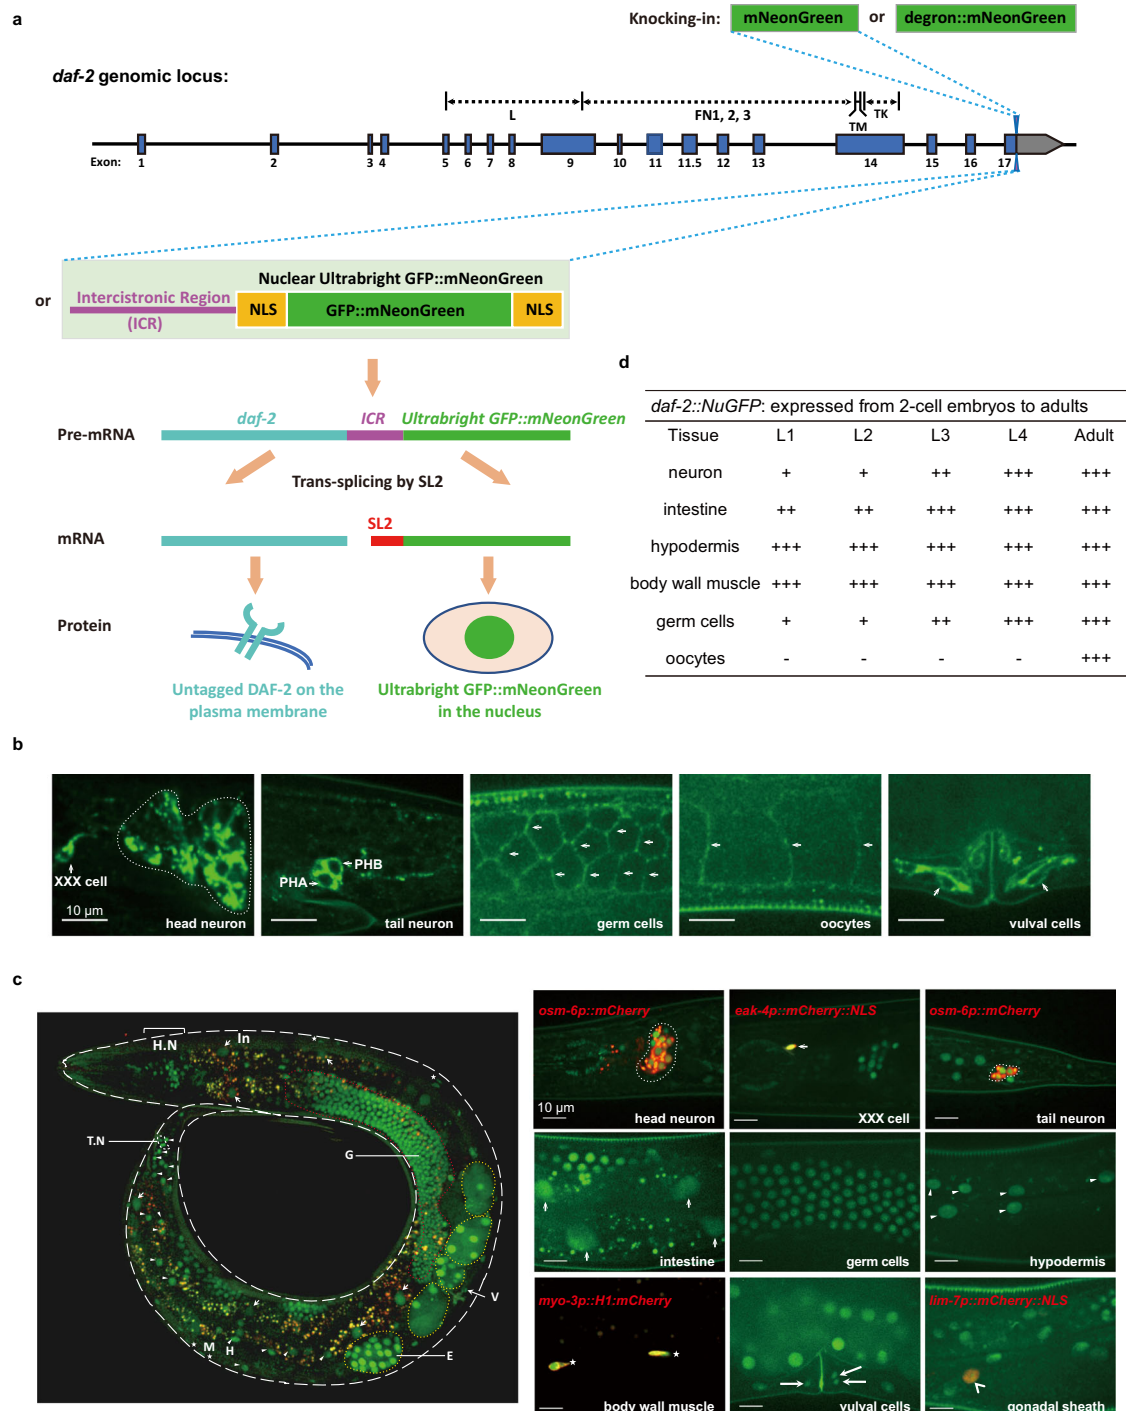 a
Knocking-in: mNeonGreen or degron::mNeonGreen
daf-2 genomic locus:
L FN1, 2, 3 TM TK
Exon: 1 2 3 4 5 6 7 8 9 10 11 11.5 12 13 14 15 16 17
or
Nuclear Ultrabright GFP::mNeonGreen
Intercistronic Region
(ICR)
NLS GFP::mNeonGreen NLS
daf-2 ICR Ultrabright GFP::mNeonGreen
Pre-mRNA
Trans-splicing by SL2
SL2
mRNA
Protein
Untagged DAF-2 on the
plasma membrane
Ultrabright GFP::mNeonGreen
in the nucleus
d
daf-2::NuGFP: expressed from 2-cell embryos to adults
Tissue L1 L2 L3 L4 Adult
neuron + + ++ +++ +++
intestine ++ ++ +++ +++ +++
hypodermis +++ +++ +++ +++ +++
body wall muscle +++ +++ +++ +++ +++
germ cells + + ++ +++ +++
oocytes - - - - +++
b
XXX cell
10 µm
head neuron
PHB
PHA
tail neuron
germ cells
oocytes
vulval cells
c
H.N
In
T.N
G
V
M
H
E
osm-6p::mCherry
10 µm
head neuron
eak-4p::mCherry::NLS
XXX cell
osm-6p::mCherry
tail neuron
intestine
germ cells
hypodermis
myo-3p::H1:mCherry
body wall muscle
vulval cells
lim-7p::mCherry::NLS
gonadal sheath